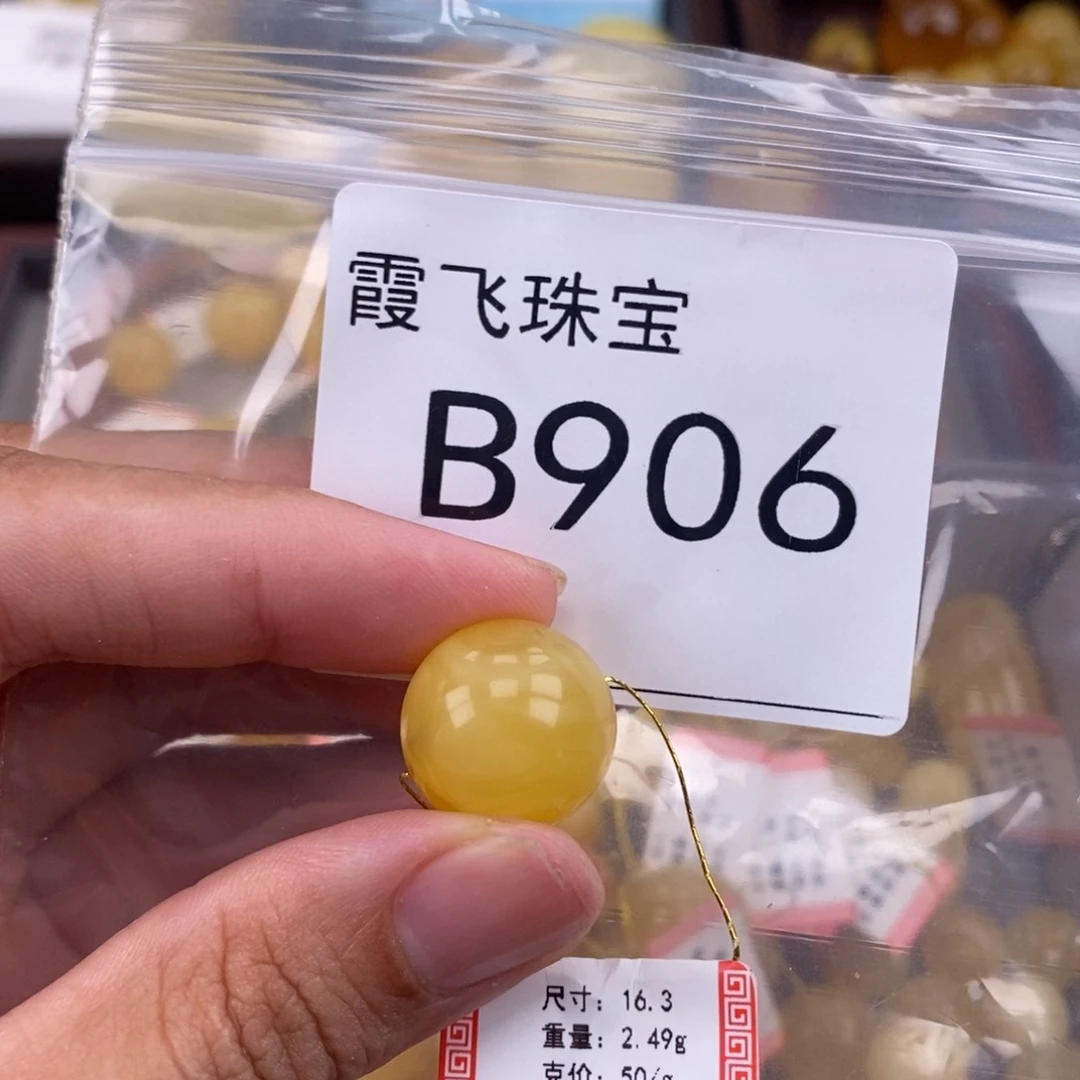 霞飞珠宝
B906
尺寸: 16.3
重量: 2.49g
克价: 50/g